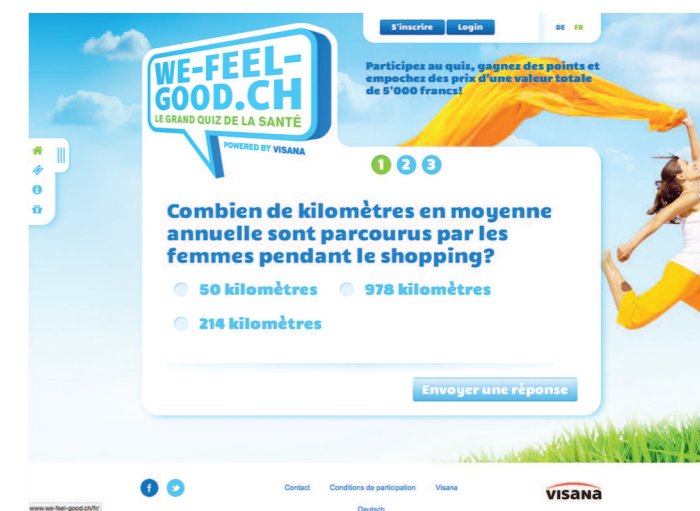 S'inscrire
Login
DE FR
WE-FEEL-
GOOD.CH
LE GRAND QUIZ DE LA SANTÉ
POWERED BY VISANA
Participez au quiz, gagnez des points et
empochez des prix d'une valeur totale
de 5'000 francs!
1 2 3
Combien de kilomètres en moyenne
annuelle sont parcourus par les
femmes pendant le shopping?
50 kilomètres
978 kilomètres
214 kilomètres
Envoyer une réponse
Contact
Conditions de participation
Visana
Deutsch
VISANA
www.we-feel-good.ch/fr/